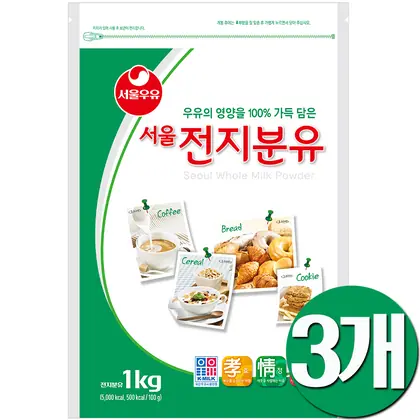 서울우유
우유의 영양을 100% 가득 담은
서울 전지분유
Seoul Whole Milk Powder
Coffee
Bread
Cereal
Cookie
전지분유 1kg
(5,000 kcal, 500 kcal / 100 g)
K-MILK
孝 情
3개